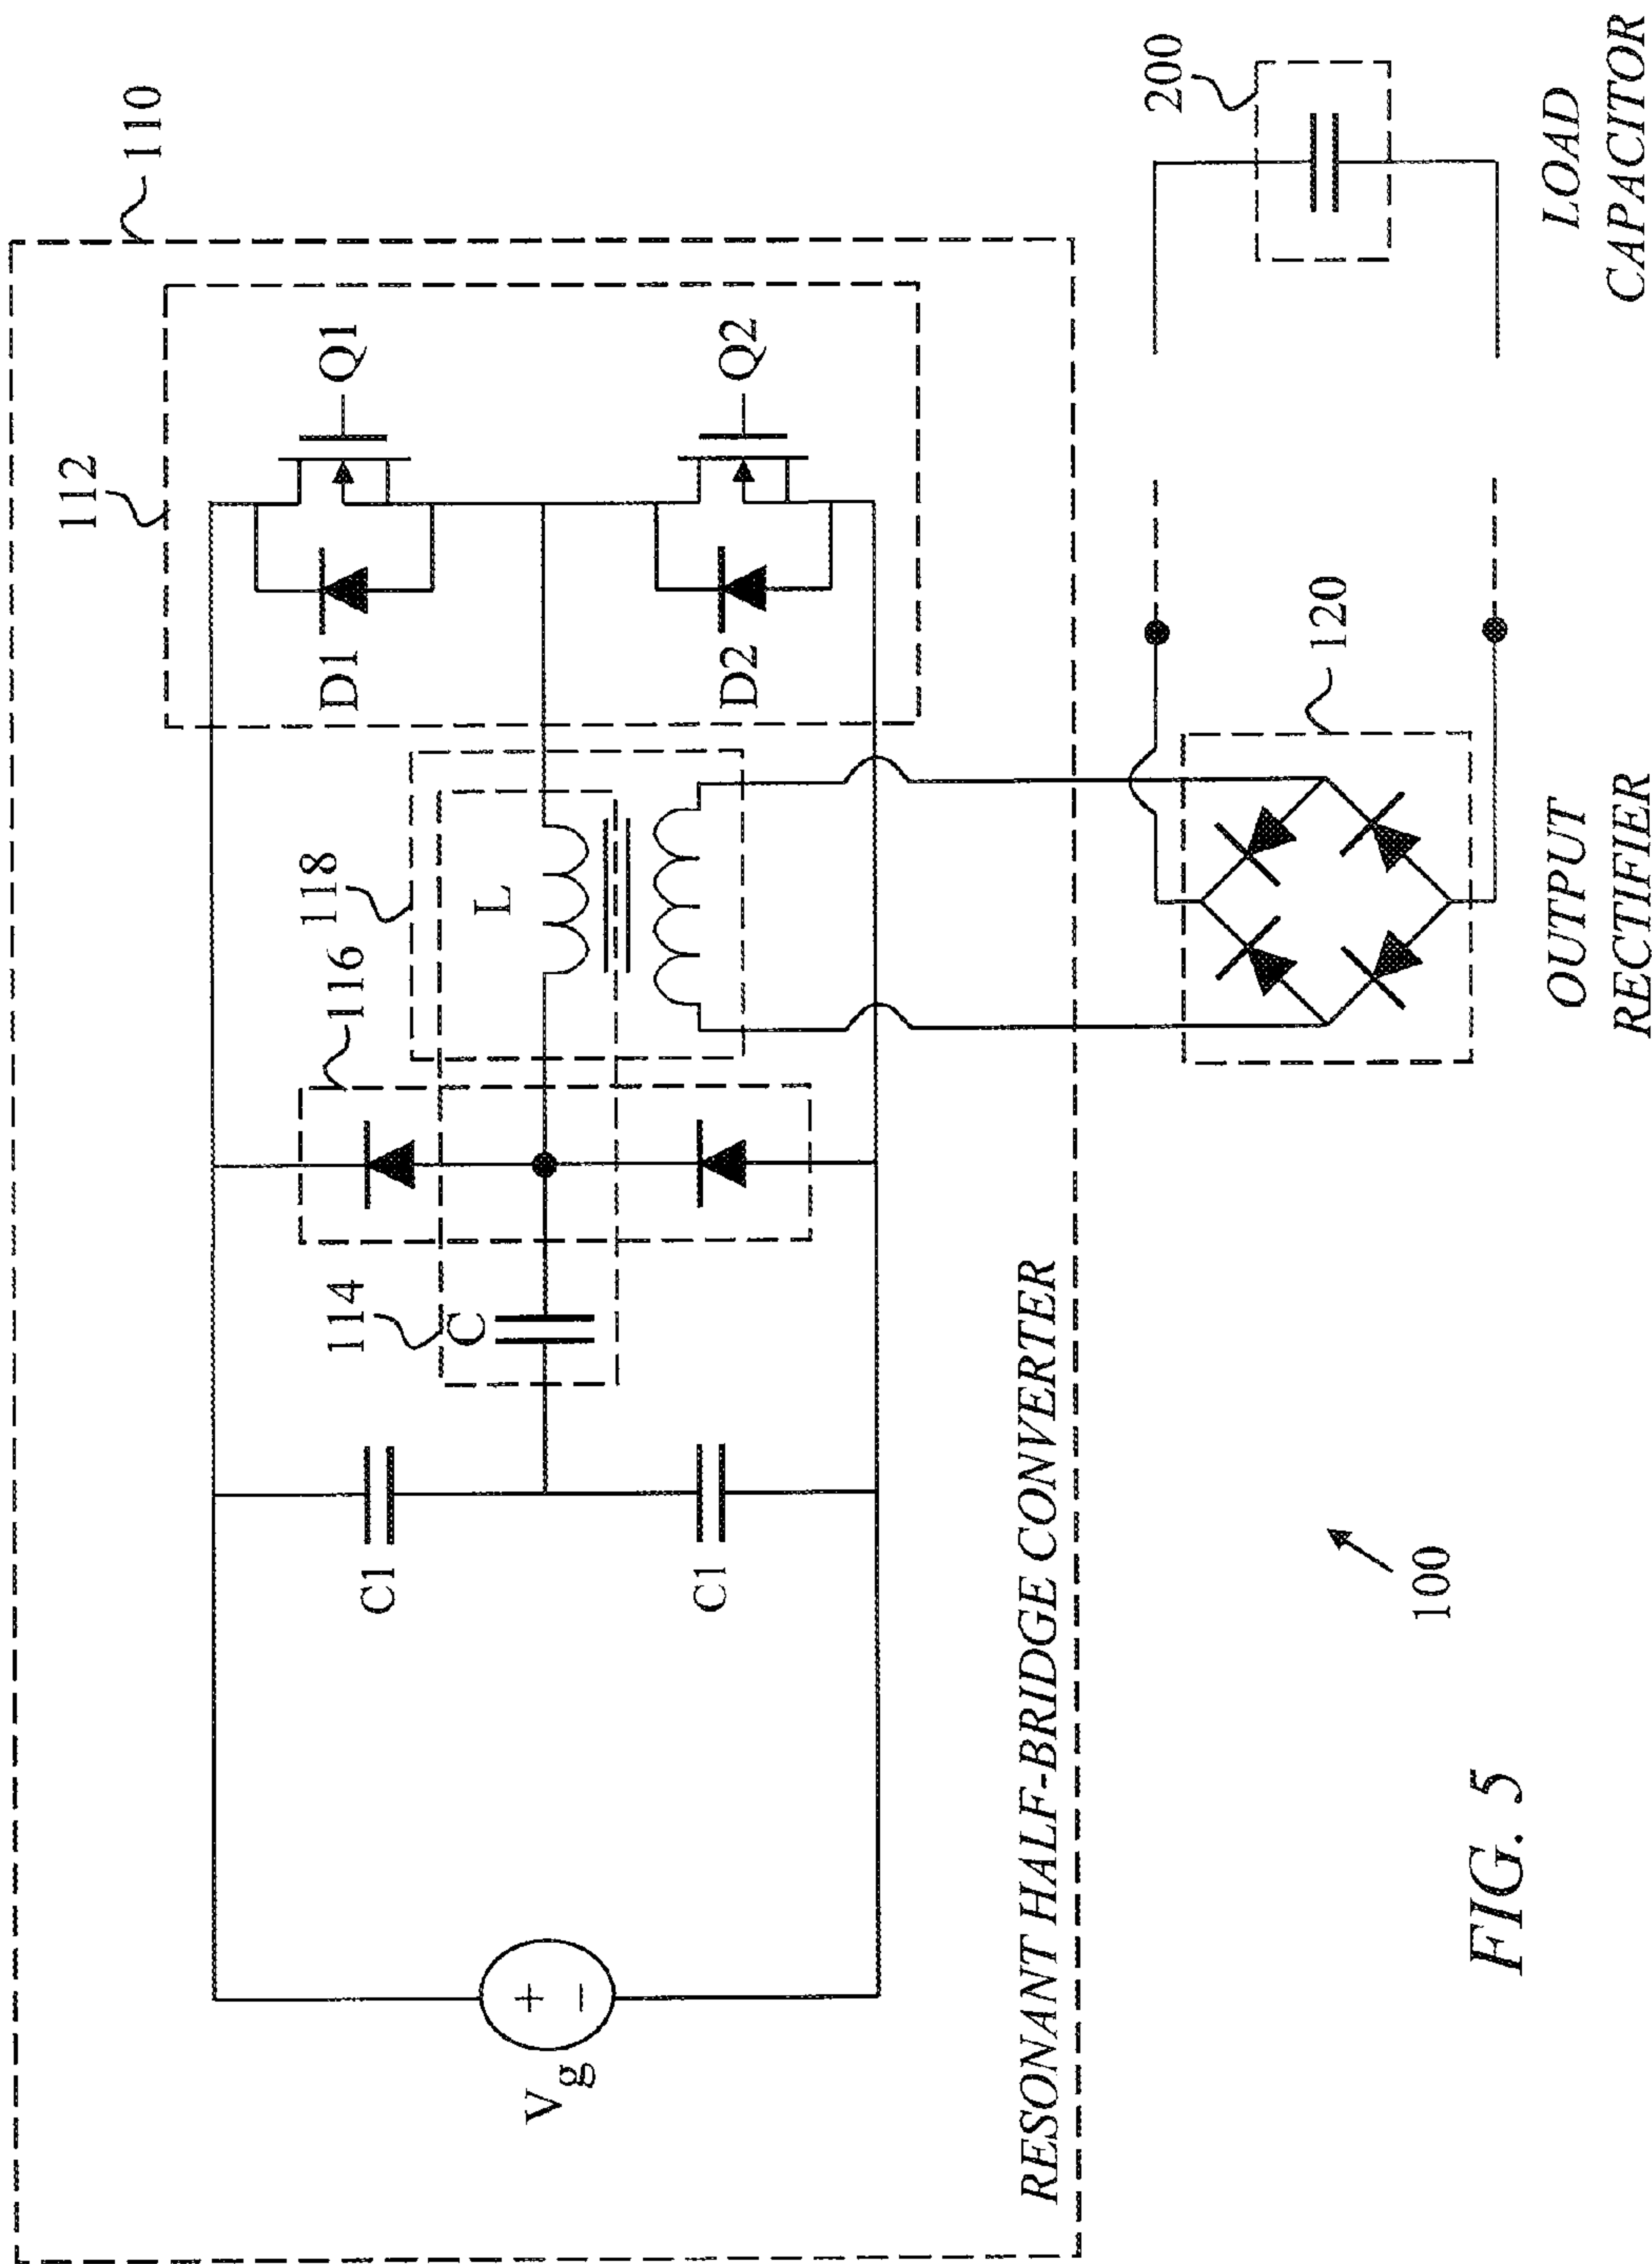 110
112
Q1
D1
Q2
D2
118
L
116
114
C
C1
C1
V g
+
−
RESONANT HALF-BRIDGE CONVERTER
200
120
LOAD
CAPACITOR
OUTPUT
RECTIFIER
100
FIG. 5